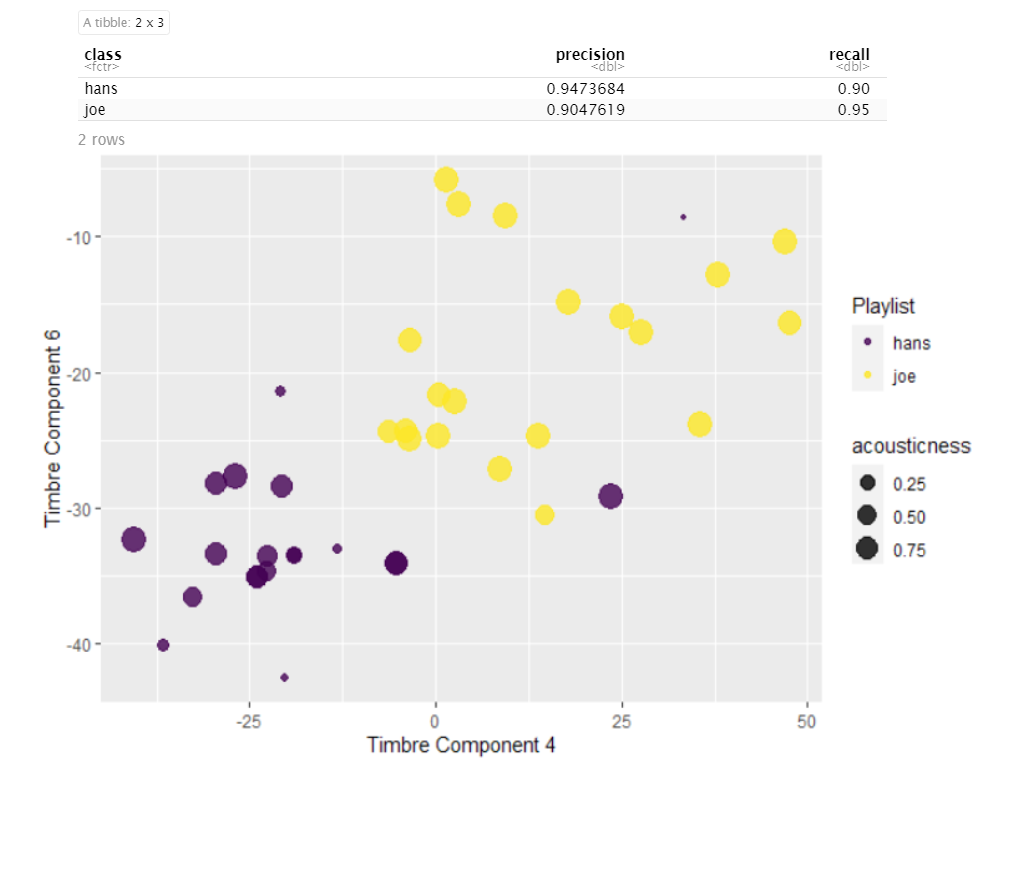 A tibble: 2 x 3
class precision recall
<fctr> <dbl> <dbl>
hans 0.9473684 0.90
joe 0.9047619 0.95
2 rows
-10
-20
-30
-40
Timbre Component 6
-25 0 25 50
Timbre Component 4
Playlist
hans
joe
acousticness
0.25
0.50
0.75